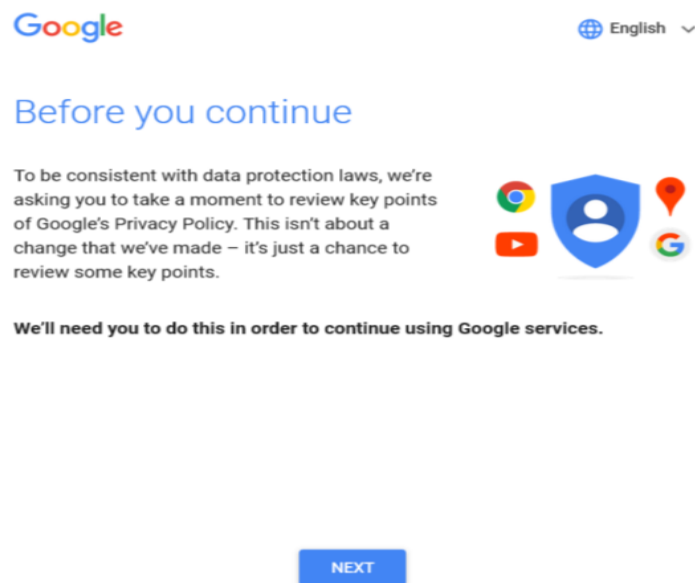 Google
English
Before you continue
To be consistent with data protection laws, we're
asking you to take a moment to review key points
of Google's Privacy Policy. This isn't about a
change that we've made – it's just a chance to
review some key points.
We'll need you to do this in order to continue using Google services.
NEXT